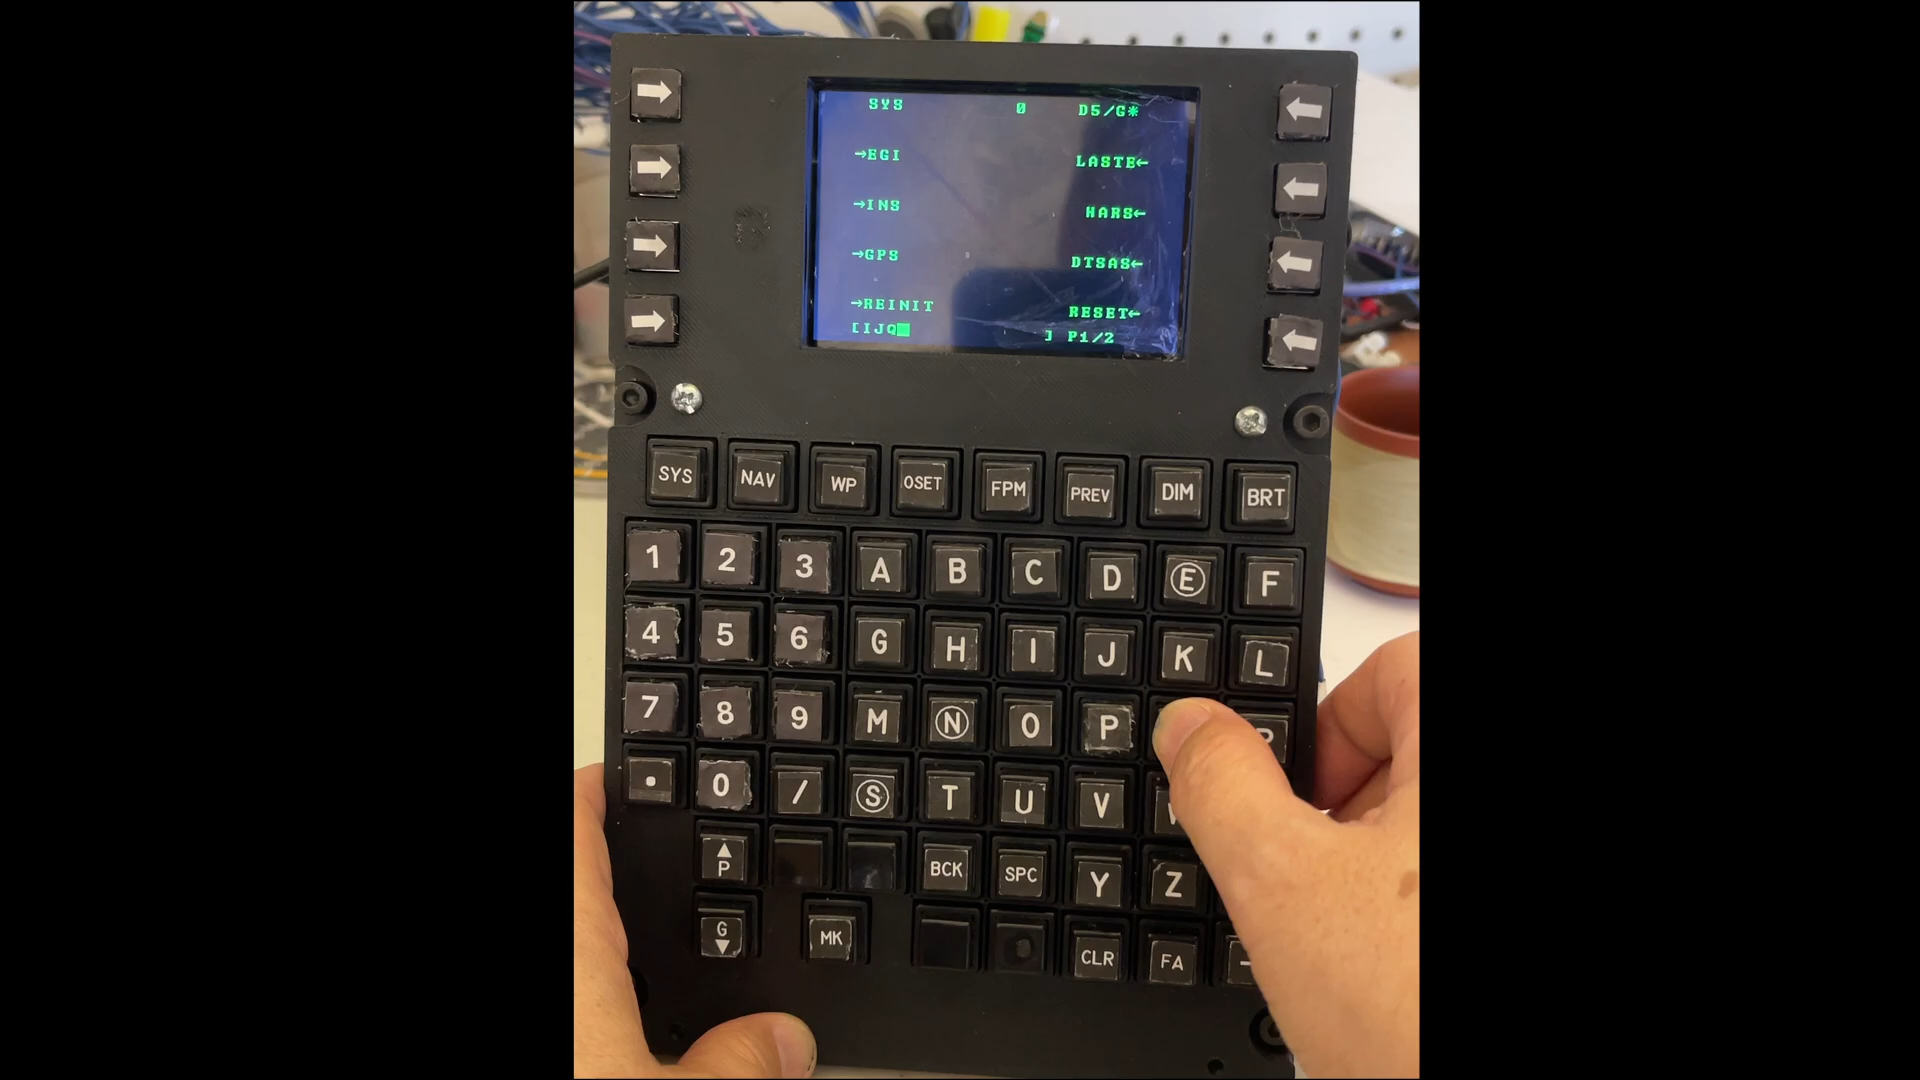 SYS 0 D5/G*
→EGI LASTE←
→INS HARS←
→GPS DTSAS←
→REINIT RESET←
[IJQ ] P1/2
SYS NAV WP OSET FPM PREV DIM BRT
1 2 3 A B C D E F
4 5 6 G H I J K L
7 8 9 M N O P
. 0 / S T U V
P BCK SPC Y Z
G MK CLR FA